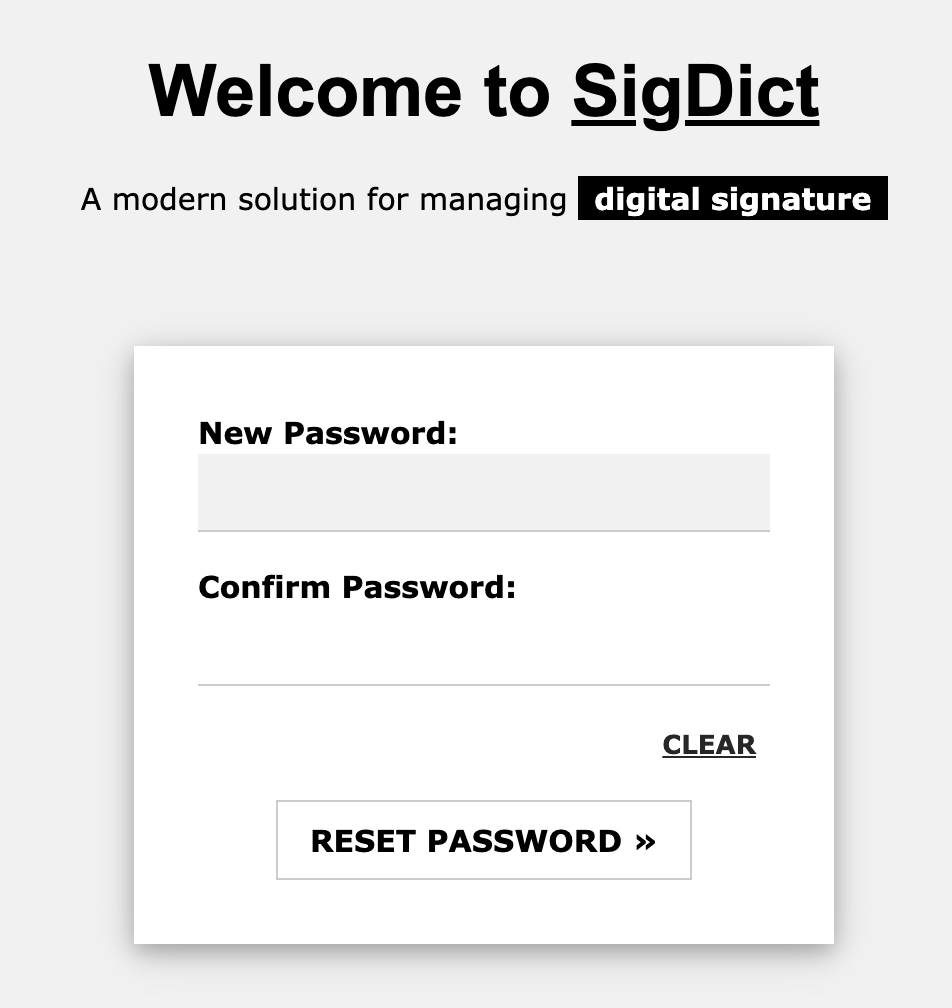 Welcome to SigDict
A modern solution for managing digital signature
New Password:
Confirm Password:
CLEAR
RESET PASSWORD »